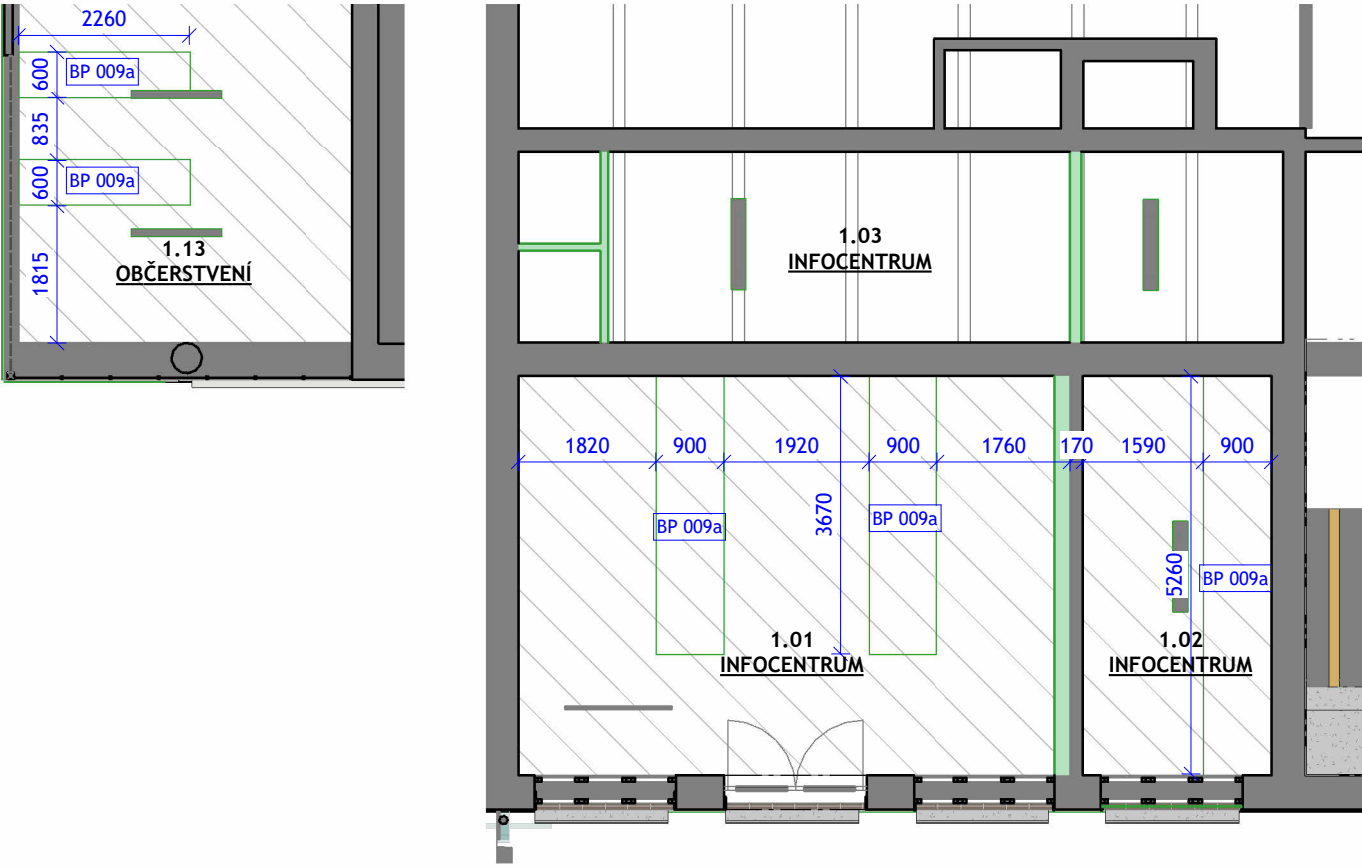 2260
600
BP 009a
835
600
BP 009a
1815
1.13
OBČERSTVENÍ
1.03
INFOCENTRUM
1820
900
1920
900
1760
170
1590
900
3670
BP 009a
BP 009a
5260
BP 009a
1.01
INFOCENTRUM
1.02
INFOCENTRUM